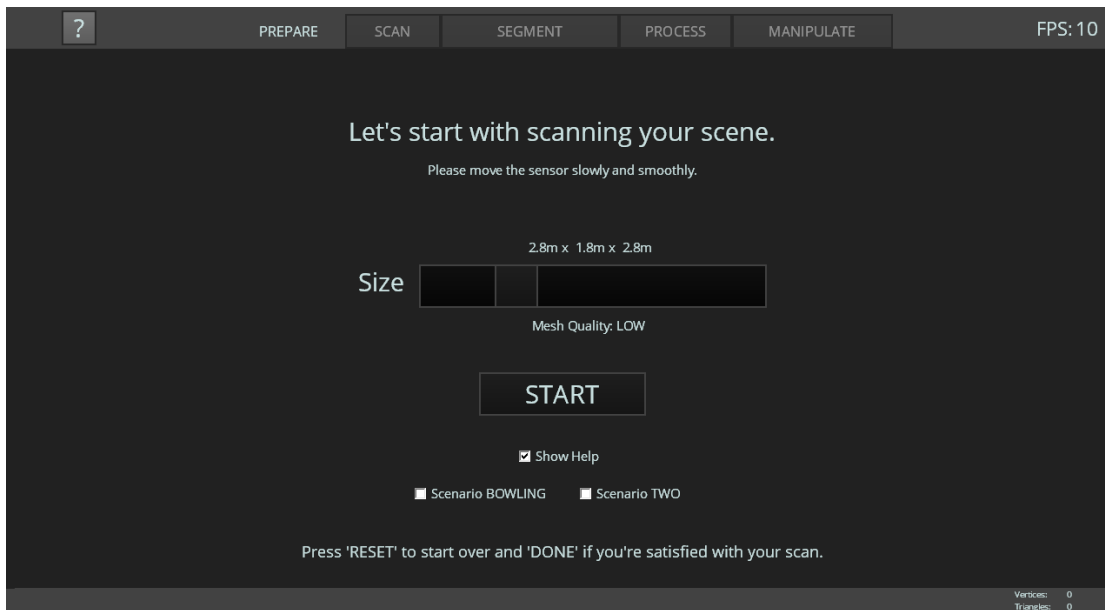 ? PREPARE SCAN SEGMENT PROCESS MANIPULATE FPS: 10
Let's start with scanning your scene.
Please move the sensor slowly and smoothly.
2.8m x 1.8m x 2.8m
Size
Mesh Quality: LOW
START
Show Help
Scenario BOWLING Scenario TWO
Press 'RESET' to start over and 'DONE' if you're satisfied with your scan.
Vertices: 0
Triangles: 0